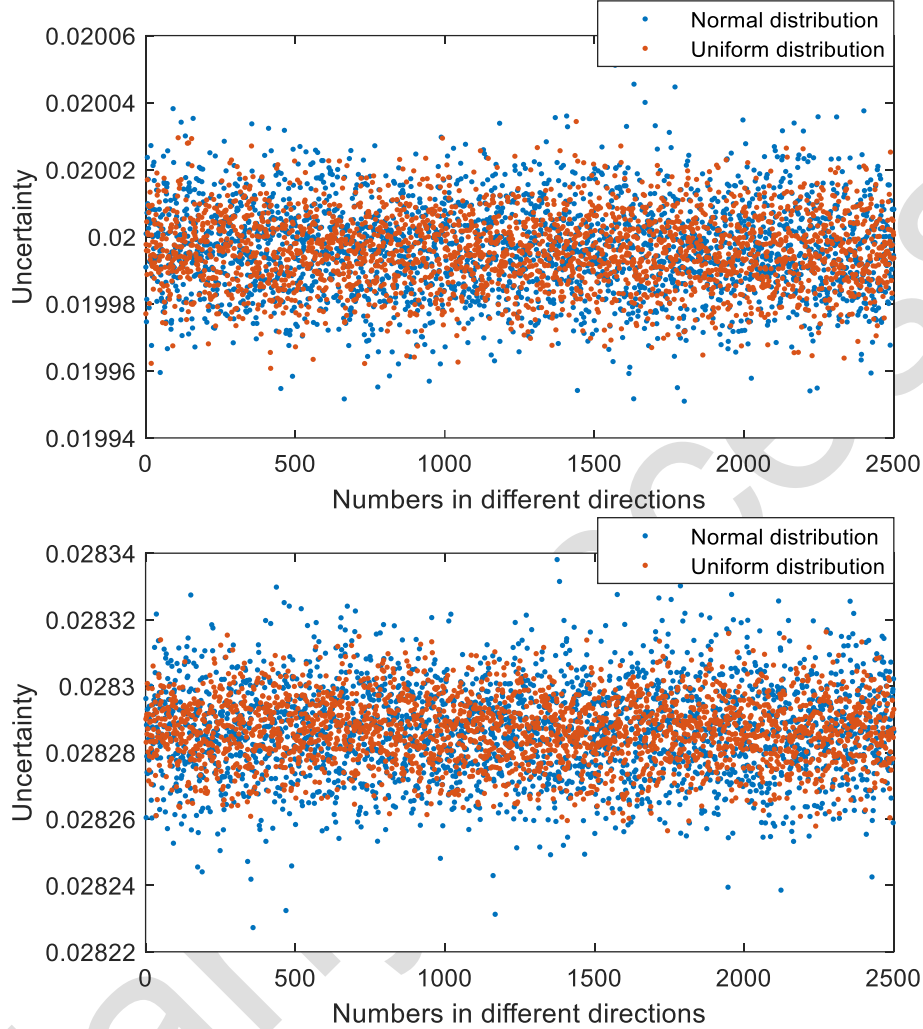 Normal distribution
Uniform distribution
0.02006
0.02004
0.02002
0.02
0.01998
0.01996
0.01994
Uncertainty
0 500 1000 1500 2000 2500
Numbers in different directions
Normal distribution
Uniform distribution
0.02834
0.02832
0.0283
0.02828
0.02826
0.02824
0.02822
Uncertainty
0 500 1000 1500 2000 2500
Numbers in different directions